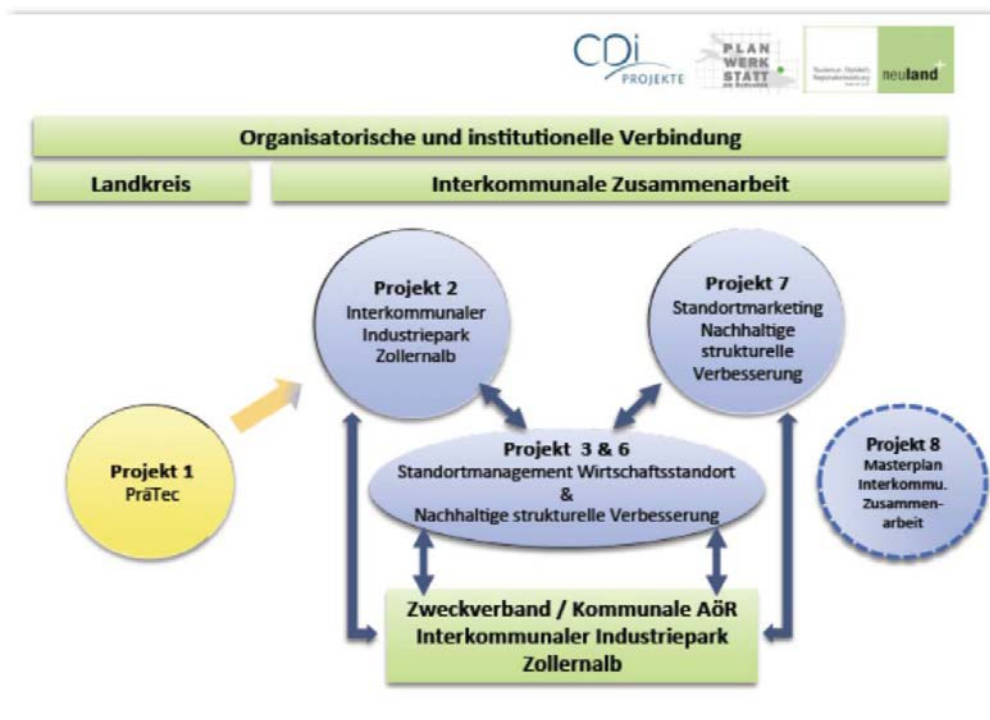 CDi
PROJEKTE
PLAN
WERK
STATT
neuland+
Organisatorische und institutionelle Verbindung
Landkreis
Interkommunale Zusammenarbeit
Projekt 2
Interkommunaler
Industriepark
Zollernalb
Projekt 7
Standortmarketing
Nachhaltige
strukturelle
Verbesserung
Projekt 1
PräTec
Projekt 3 & 6
Standortmanagement Wirtschaftsstandort
&
Nachhaltige strukturelle Verbesserung
Projekt 8
Masterplan
Interkommu.
Zusammen-
arbeit
Zweckverband / Kommunale AöR
Interkommunaler Industriepark
Zollernalb